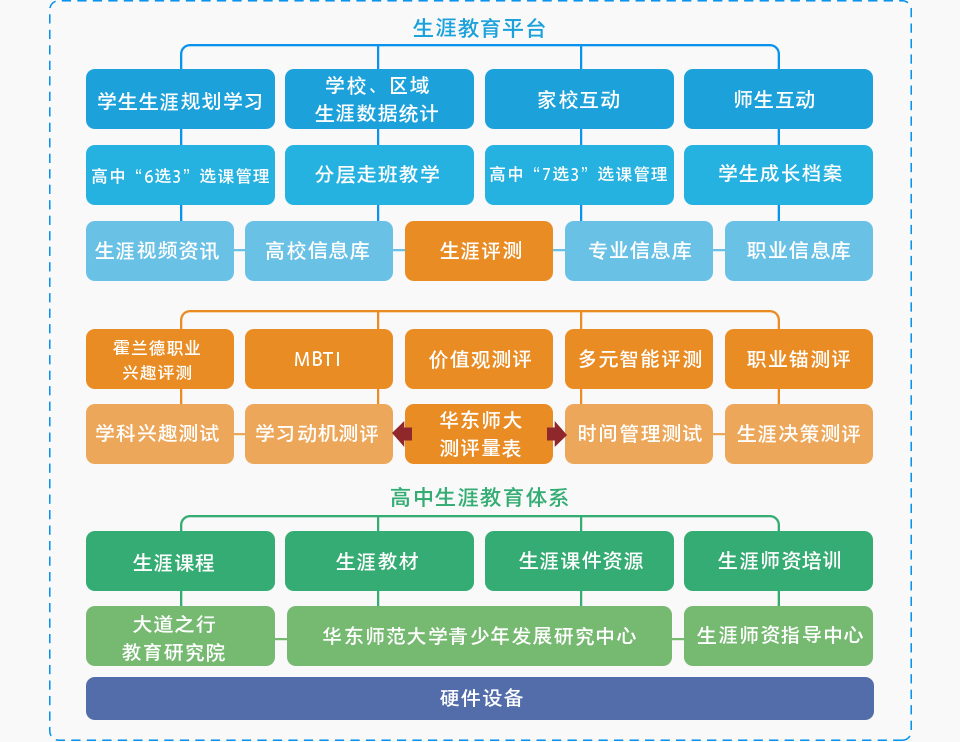 生涯教育平台
学生生涯规划学习
学校、区域
生涯数据统计
家校互动
师生互动
高中“6选3”选课管理
分层走班教学
高中“7选3”选课管理
学生成长档案
生涯视频资讯
高校信息库
生涯评测
专业信息库
职业信息库
霍兰德职业
兴趣评测
MBTI
价值观测评
多元智能评测
职业锚测评
学科兴趣测试
学习动机测评
华东师大
测评量表
时间管理测试
生涯决策测评
高中生涯教育体系
生涯课程
生涯教材
生涯课件资源
生涯师资培训
大道之行
教育研究院
华东师范大学青少年发展研究中心
生涯师资指导中心
硬件设备